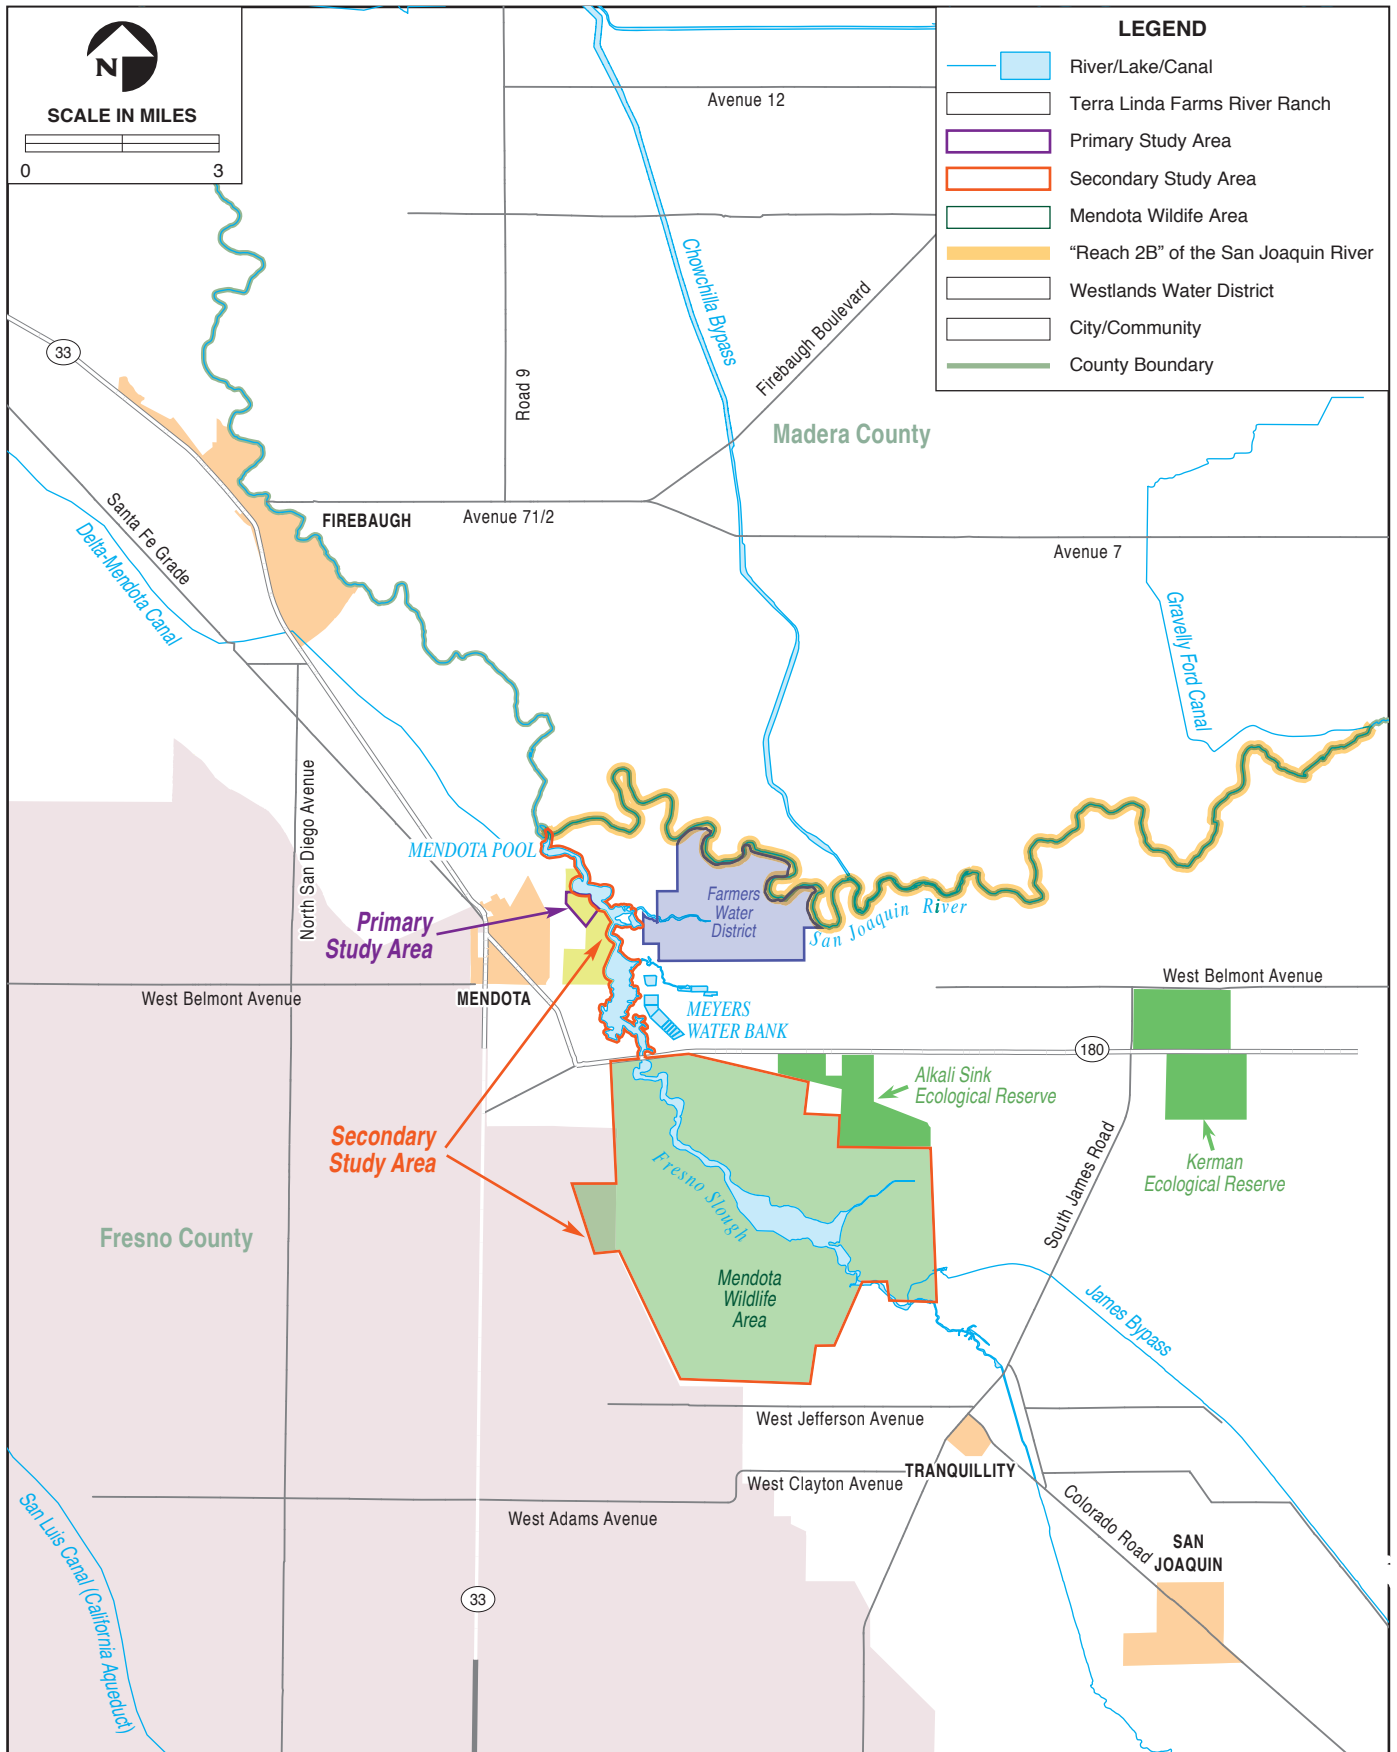 N
SCALE IN MILES
0 3
LEGEND
River/Lake/Canal
Terra Linda Farms River Ranch
Primary Study Area
Secondary Study Area
Mendota Wildife Area
“Reach 2B” of the San Joaquin River
Westlands Water District
City/Community
County Boundary
Avenue 12
Chowchilla Bypass
Firebaugh Boulevard
33
Road 9
Madera County
Santa Fe Grade
FIREBAUGH
Avenue 71/2
Delta-Mendota Canal
Avenue 7
Gravelly Ford Canal
North San Diego Avenue
MENDOTA POOL
Primary
Study Area
Farmers
Water
District
San Joaquin River
West Belmont Avenue
MENDOTA
West Belmont Avenue
MEYERS
WATER BANK
180
Alkali Sink
Ecological Reserve
Secondary
Study Area
Kerman
Ecological Reserve
Fresno Slough
South James Road
Fresno County
Mendota
Wildlife
Area
James Bypass
West Jefferson Avenue
TRANQUILLITY
West Clayton Avenue
West Adams Avenue
Colorado Road
SAN
JOAQUIN
San Luis Canal (California Aqueduct)
33